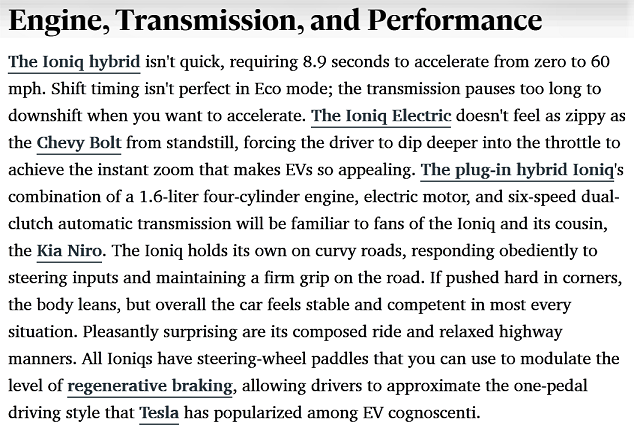 Engine, Transmission, and Performance
The Ioniq hybrid isn't quick, requiring 8.9 seconds to accelerate from zero to 60
mph. Shift timing isn't perfect in Eco mode; the transmission pauses too long to
downshift when you want to accelerate. The Ioniq Electric doesn't feel as zippy as
the Chevy Bolt from standstill, forcing the driver to dip deeper into the throttle to
achieve the instant zoom that makes EVs so appealing. The plug-in hybrid Ioniq's
combination of a 1.6-liter four-cylinder engine, electric motor, and six-speed dual-
clutch automatic transmission will be familiar to fans of the Ioniq and its cousin,
the Kia Niro. The Ioniq holds its own on curvy roads, responding obediently to
steering inputs and maintaining a firm grip on the road. If pushed hard in corners,
the body leans, but overall the car feels stable and competent in most every
situation. Pleasantly surprising are its composed ride and relaxed highway
manners. All Ioniqs have steering-wheel paddles that you can use to modulate the
level of regenerative braking, allowing drivers to approximate the one-pedal
driving style that Tesla has popularized among EV cognoscenti.